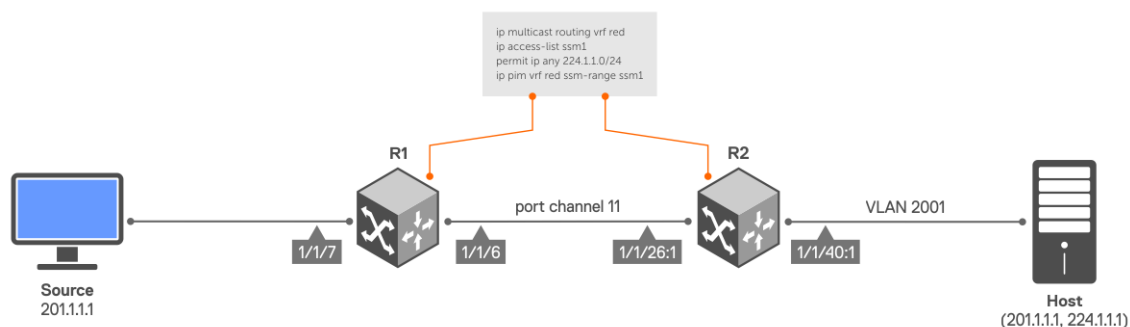 ip multicast routing vrf red
ip access-list ssm1
permit ip any 224.1.1.0/24
ip pim vrf red ssm-range ssm1
R1
R2
port channel 11
VLAN 2001
1/1/7
1/1/6
1/1/26:1
1/1/40:1
Source
201.1.1.1
Host
(201.1.1.1, 224.1.1.1)